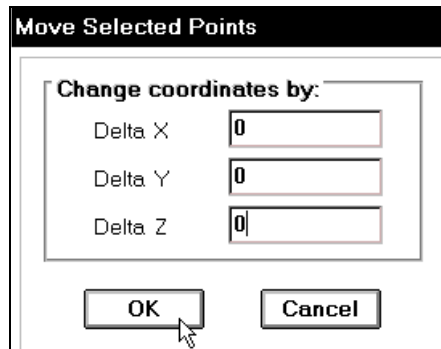 Move Selected Points
Change coordinates by:
Delta X 0
Delta Y 0
Delta Z 0
OK Cancel